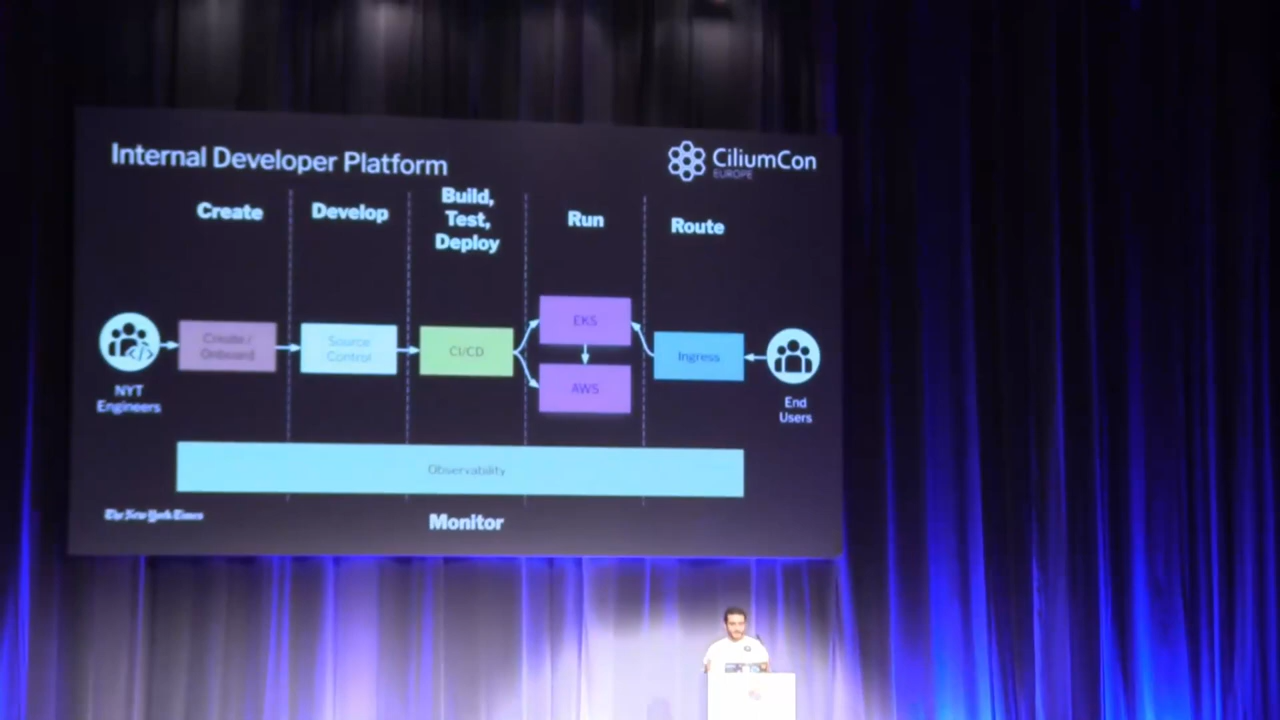 Internal Developer Platform
CiliumCon
EUROPE
Create
Develop
Build,
Test,
Deploy
Run
Route
NYT
Engineers
Create /
Onboard
Source
Control
CI/CD
EKS
AWS
Ingress
End
Users
Observability
Monitor
The New York Times